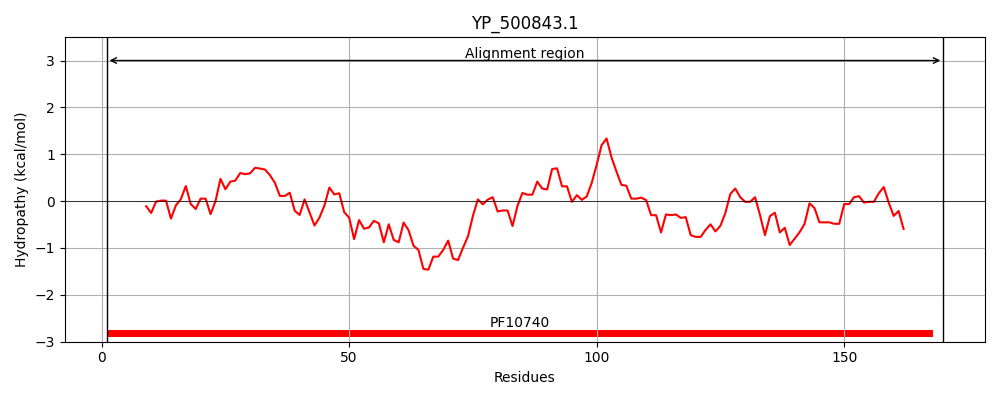 YP_500843.1
Alignment region
3
2
1
0
−1
−2
−3
Hydropathy (kcal/mol)
PF10740
0
50
100
150
Residues